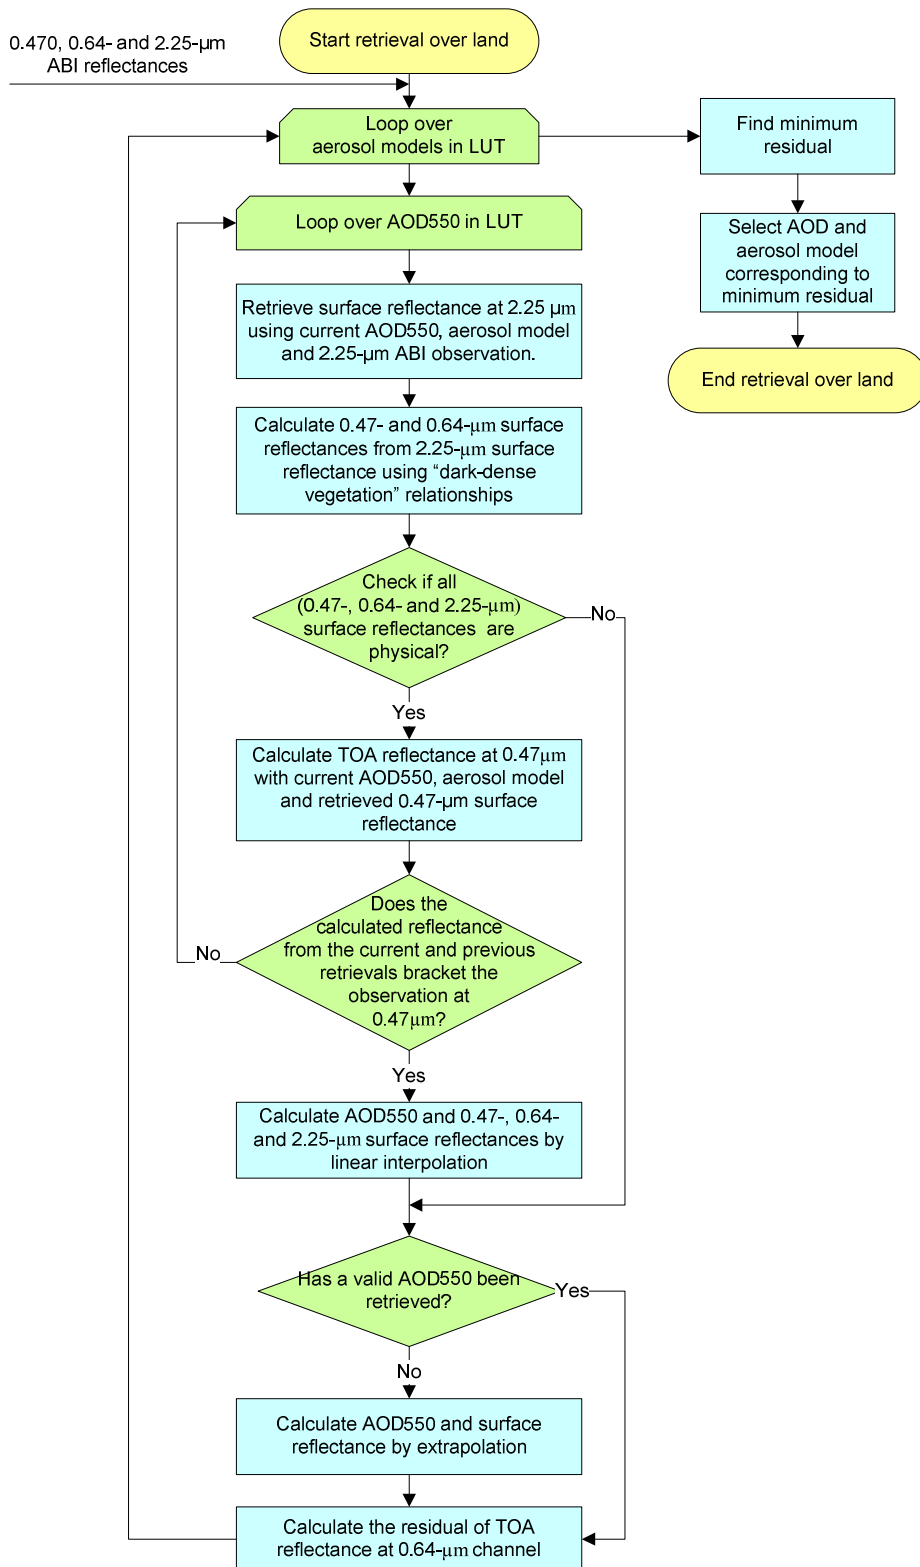 Start retrieval over land
0.470, 0.64- and 2.25-µm
ABI reflectances
Loop over
aerosol models in LUT
Find minimum
residual
Select AOD and
aerosol model
corresponding to
minimum residual
End retrieval over land
Loop over AOD550 in LUT
Retrieve surface reflectance at 2.25 µm
using current AOD550, aerosol model
and 2.25-µm ABI observation.
Calculate 0.47- and 0.64-µm surface
reflectances from 2.25-µm surface
reflectance using “dark-dense
vegetation” relationships
Check if all
(0.47-, 0.64- and 2.25-µm)
surface reflectances are
physical?
No
Yes
Calculate TOA reflectance at 0.47µm
with current AOD550, aerosol model
and retrieved 0.47-µm surface
reflectance
Does the
calculated reflectance
from the current and previous
retrievals bracket the
observation at
0.47µm?
No
Yes
Calculate AOD550 and 0.47-, 0.64-
and 2.25-µm surface reflectances by
linear interpolation
Has a valid AOD550 been
retrieved?
Yes
No
Calculate AOD550 and surface
reflectance by extrapolation
Calculate the residual of TOA
reflectance at 0.64-µm channel